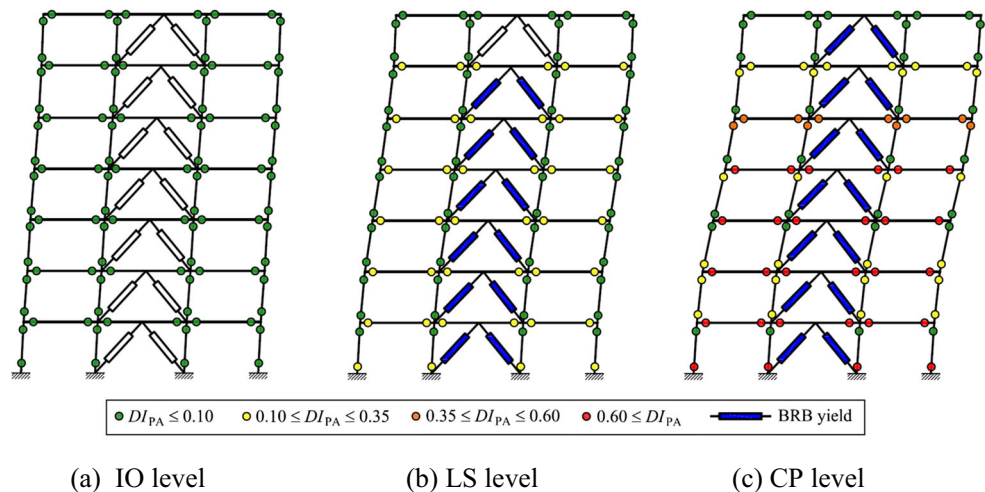 DI_PA ≤ 0.10 0.10 ≤ DI_PA ≤ 0.35 0.35 ≤ DI_PA ≤ 0.60 0.60 ≤ DI_PA BRB yield
(a) IO level (b) LS level (c) CP level